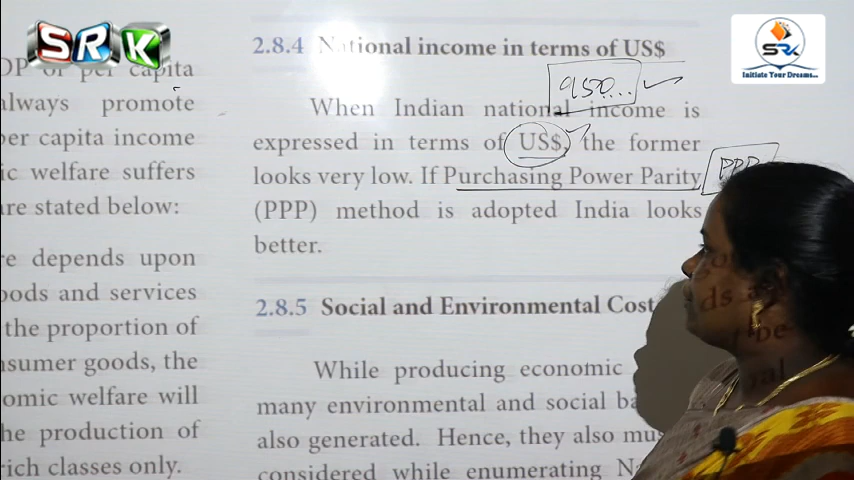 SRK
SRK
Initiate Your Dreams...
DP or per capita
always promote
per capita income
ic welfare suffers
are stated below:
e depends upon
oods and services
the proportion of
nsumer goods, the
omic welfare will
he production of
rich classes only.
2.8.4 National income in terms of US$
9150....
When Indian national income is
expressed in terms of US$, the former
looks very low. If Purchasing Power Parity
PPP
(PPP) method is adopted India looks
better.
2.8.5 Social and Environmental Cost
While producing economic
many environmental and social ba
also generated. Hence, they also mu
considered while enumerating Na